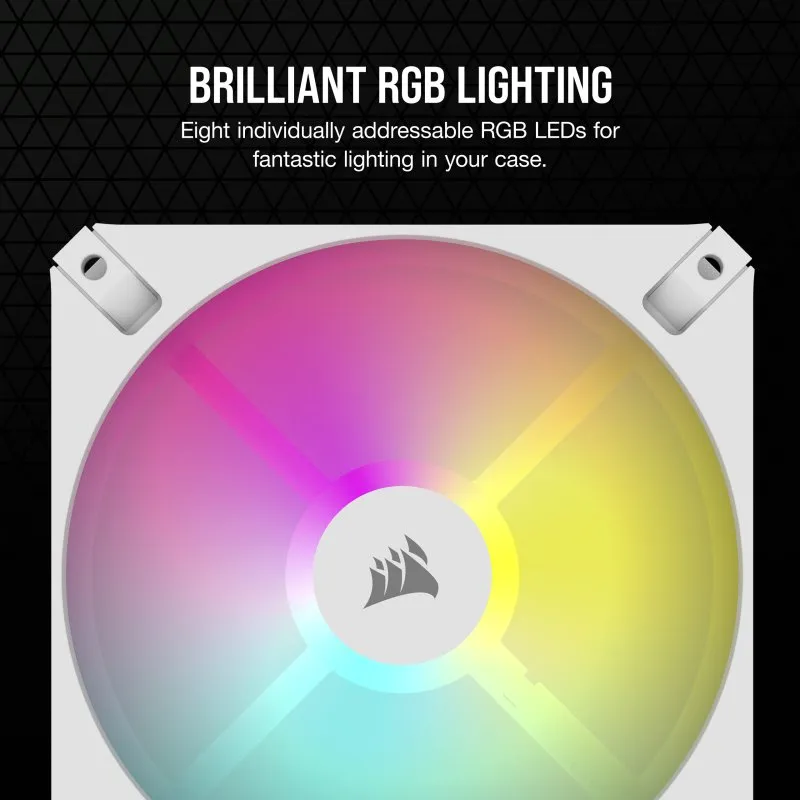 BRILLIANT RGB LIGHTING
Eight individually addressable RGB LEDs for
fantastic lighting in your case.